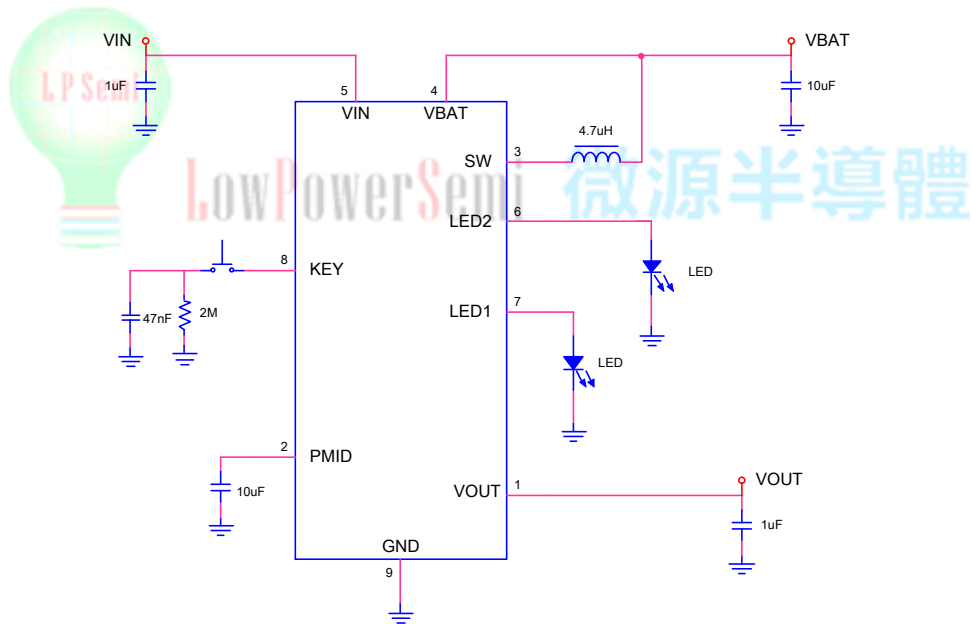 VIN
VBAT
1uF
10uF
L P Semi
5
4
VIN
VBAT
4.7uH
3
SW
LowPowerSemi 微源半導體
6
LED2
8
KEY
LED
7
LED1
47nF
2M
LED
2
PMID
10uF
VOUT
1
VOUT
1uF
GND
9